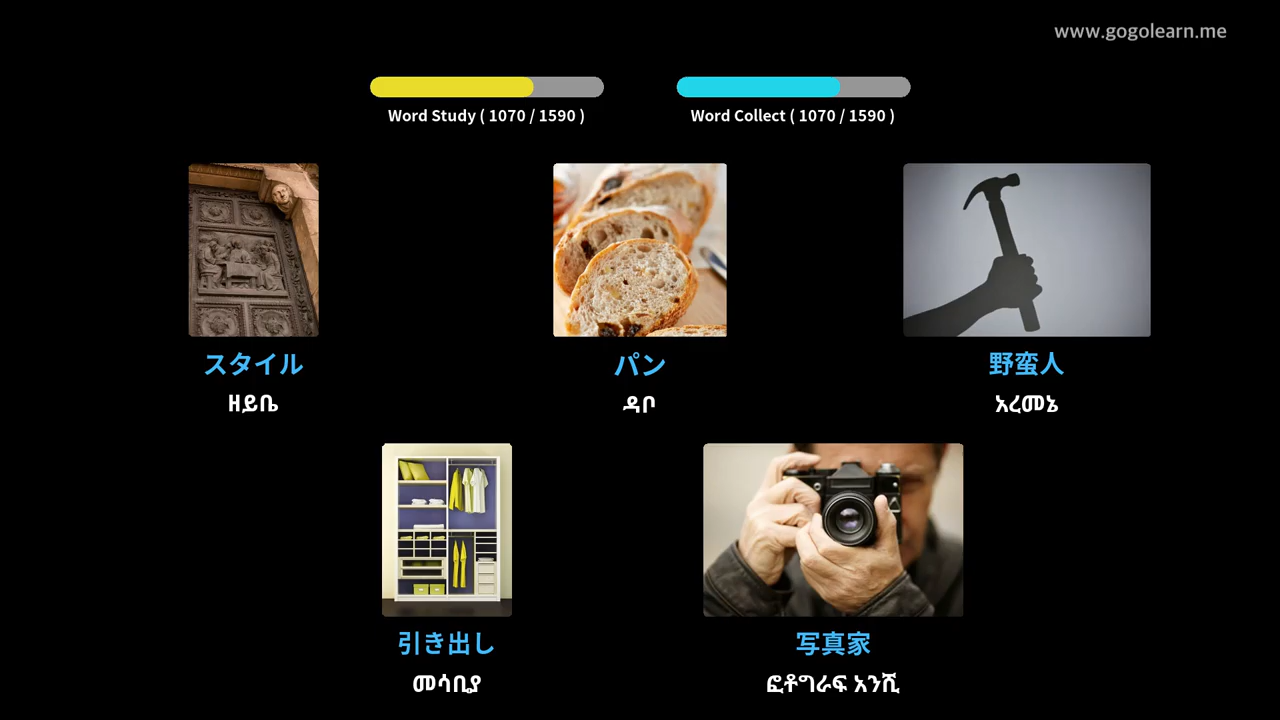 www.gogolearn.me
Word Study ( 1070 / 1590 )
Word Collect ( 1070 / 1590 )
スタイル
ዘይቤ
パン
ዳቦ
野蛮人
አረመኔ
引き出し
መሳቢያ
写真家
ፎቶግራፍ አንሺ